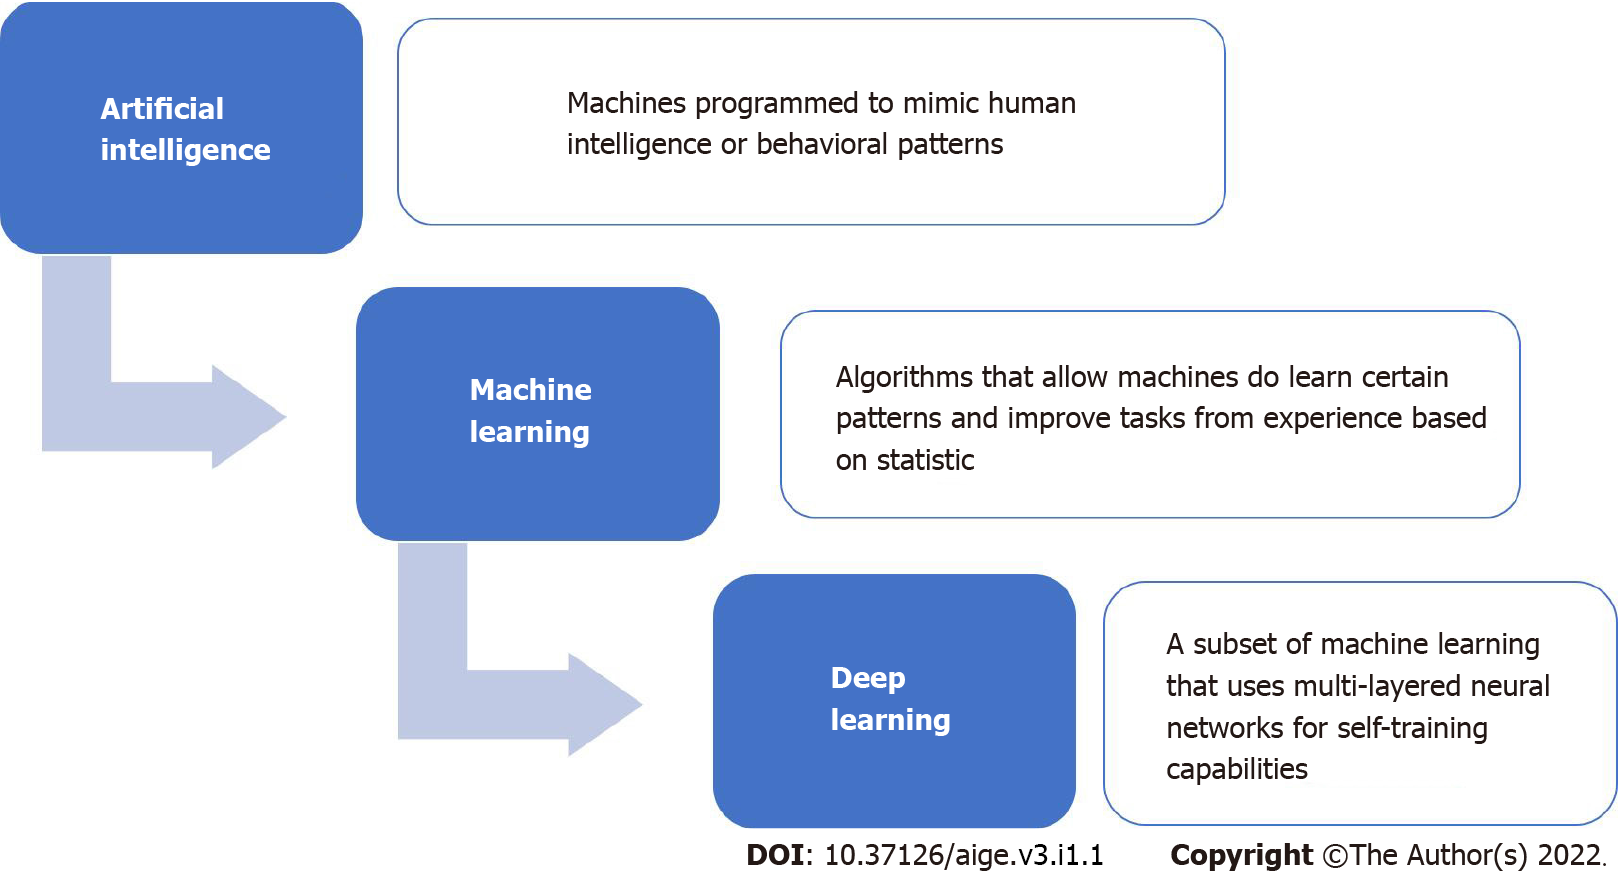 Artificial
intelligence
Machines programmed to mimic human
intelligence or behavioral patterns
Machine
learning
Algorithms that allow machines do learn certain
patterns and improve tasks from experience based
on statistic
Deep
learning
A subset of machine learning
that uses multi-layered neural
networks for self-training
capabilities
DOI: 10.37126/aige.v3.i1.1 Copyright ©The Author(s) 2022.